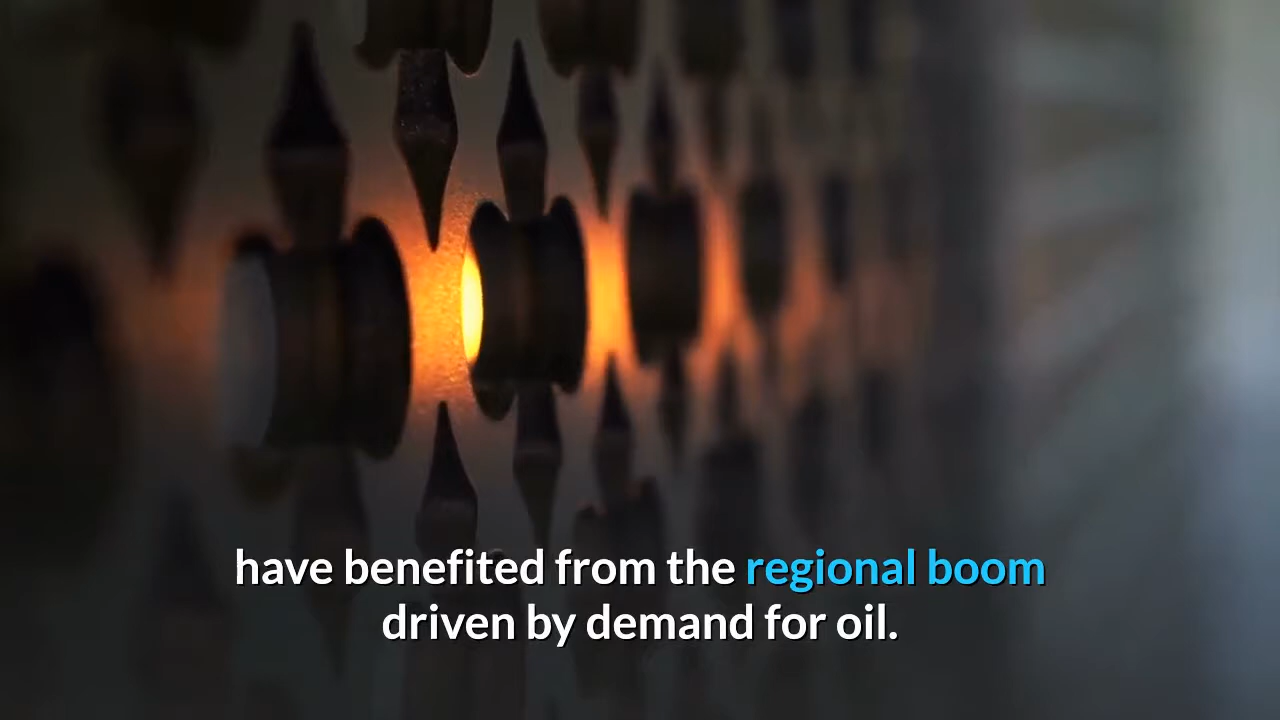 have benefited from the regional boom
driven by demand for oil.